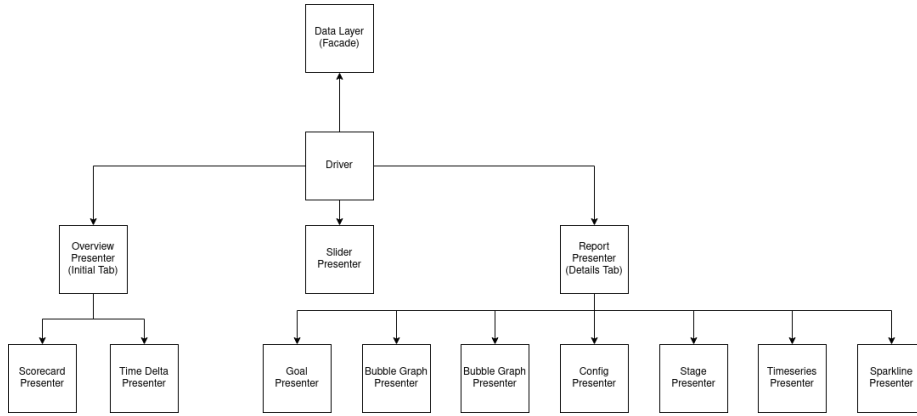 Data Layer
(Facade)
Driver
Overview
Presenter
(Initial Tab)
Slider
Presenter
Report
Presenter
(Details Tab)
Scorecard
Presenter
Time Delta
Presenter
Goal
Presenter
Bubble Graph
Presenter
Bubble Graph
Presenter
Config
Presenter
Stage
Presenter
Timeseries
Presenter
Sparkline
Presenter